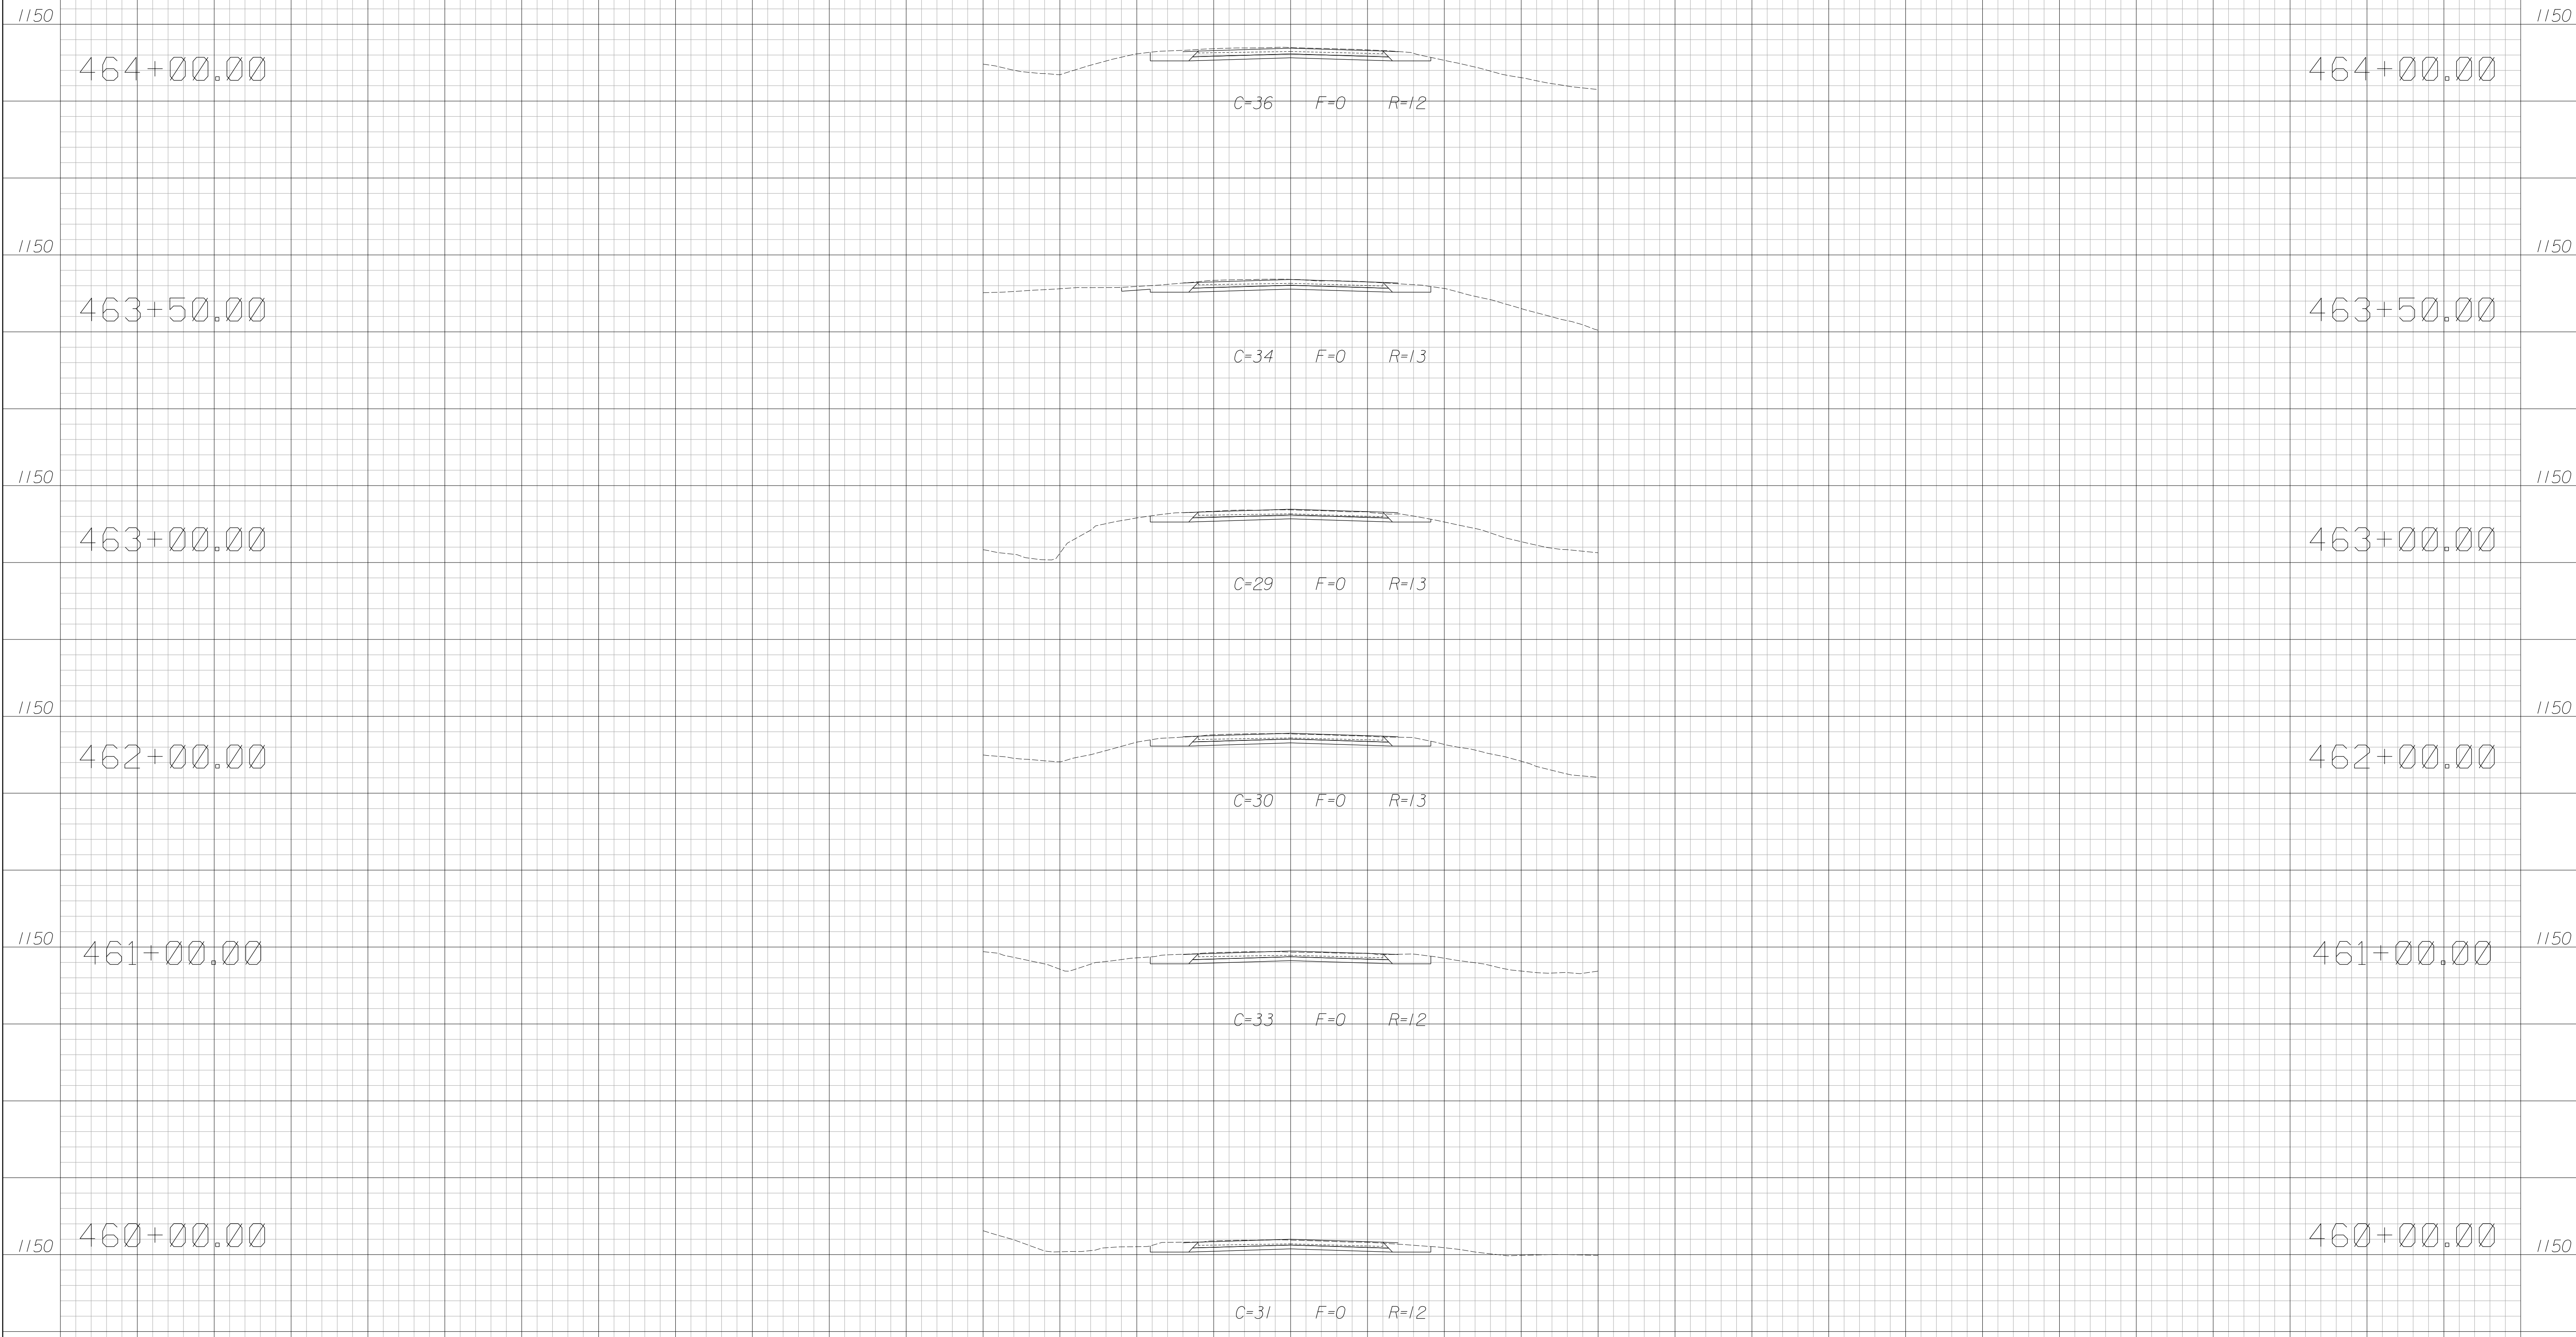 1150 1150
464+00.00 464+00.00
C=36 F=0 R=12
1150 1150
463+50.00 463+50.00
C=34 F=0 R=13
1150 1150
463+00.00 463+00.00
C=29 F=0 R=13
1150 1150
462+00.00 462+00.00
C=30 F=0 R=13
1150 1150
461+00.00 461+00.00
C=33 F=0 R=12
460+00.00 460+00.00
1150 1150
C=31 F=0 R=12